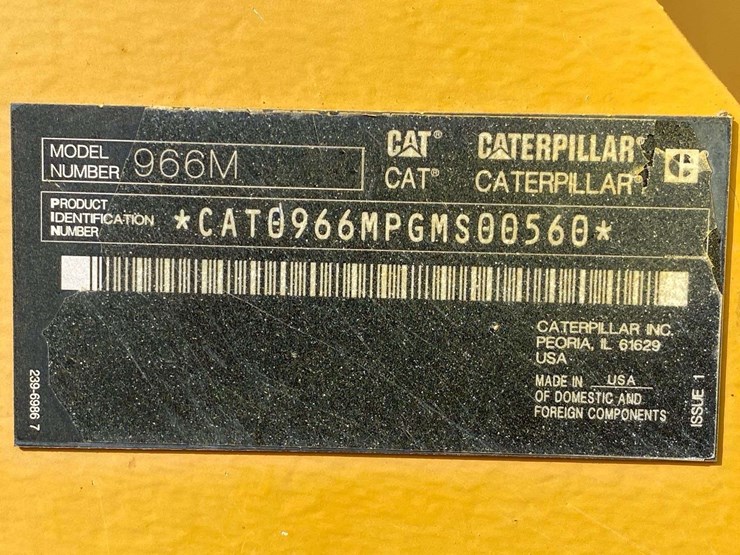 MODEL
NUMBER 966M
CAT® CATERPILLAR®
CAT® CATERPILLAR
PRODUCT
IDENTIFICATION
NUMBER
*CAT0966MPGMS00560*
CATERPILLAR INC.
PEORIA, IL 61629
USA
MADE IN USA
OF DOMESTIC AND
FOREIGN COMPONENTS
ISSUE 1
239-6986 7